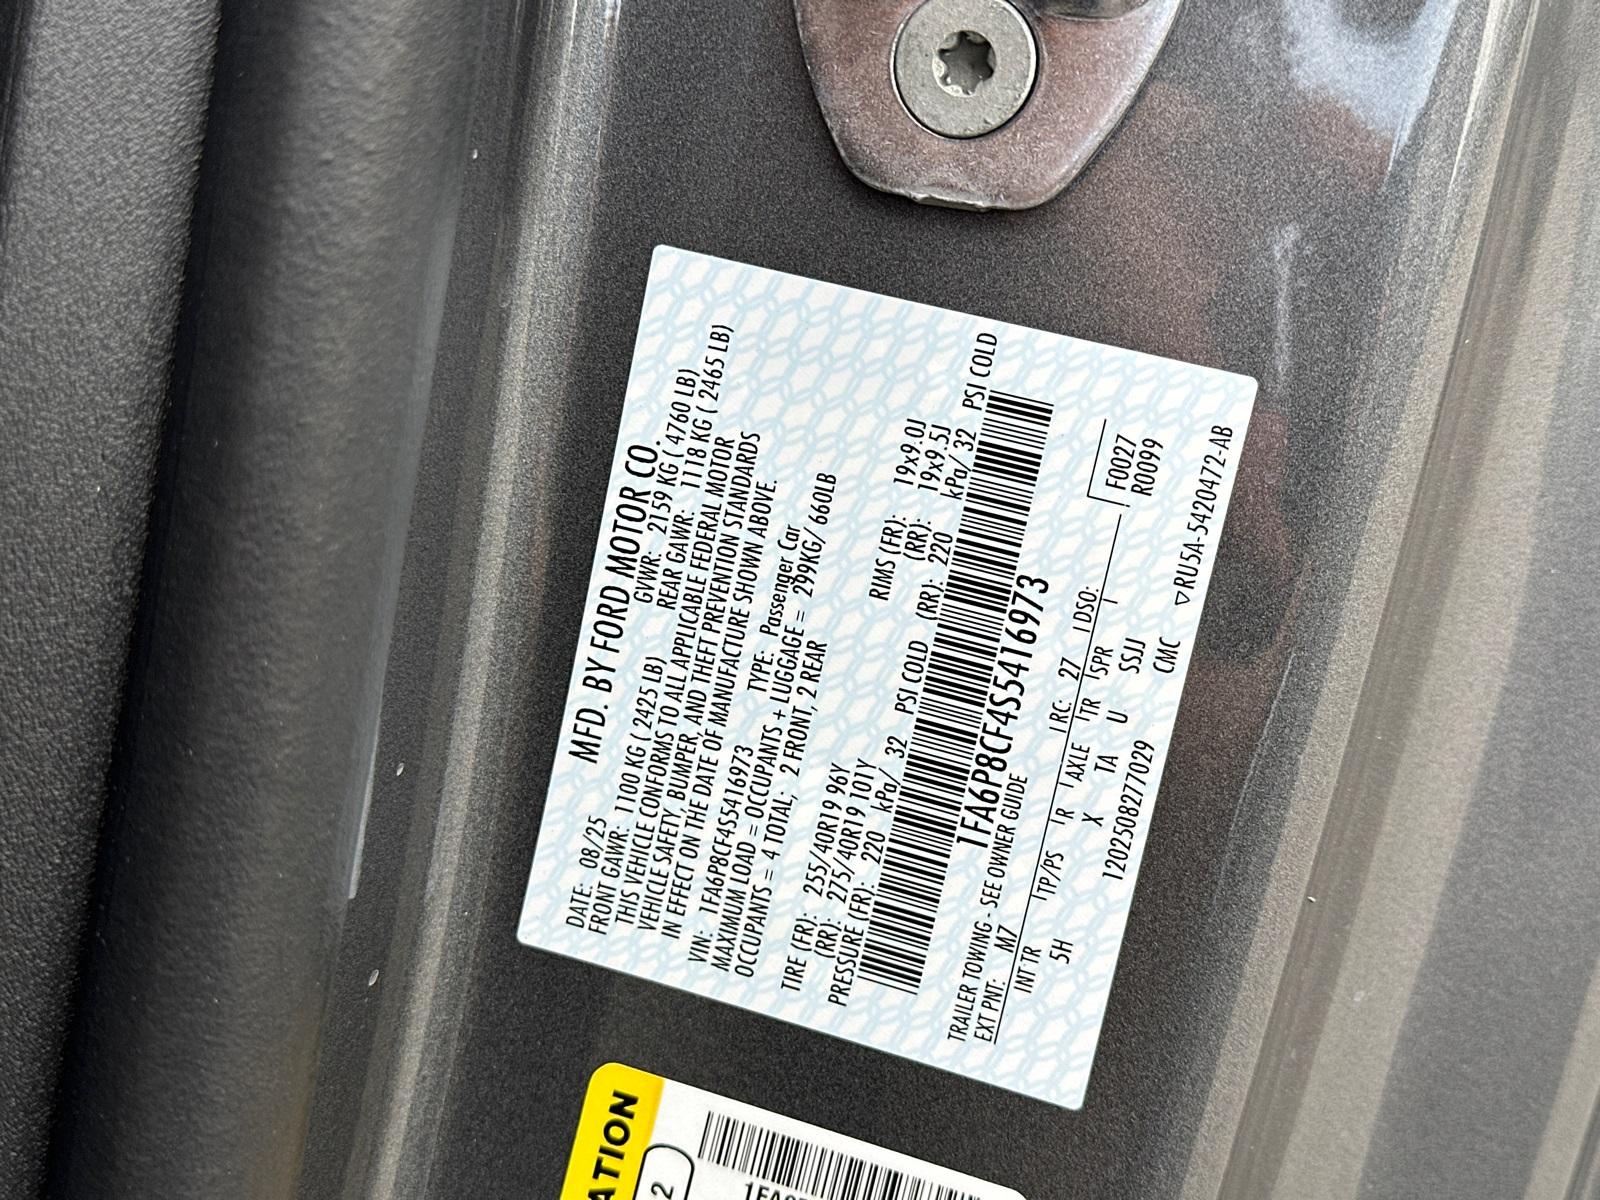 MFD. BY FORD MOTOR CO.
DATE: 08/25 GVWR: 2159 KG ( 4760 LB)
FRONT GAWR: 1100 KG ( 2425 LB) REAR GAWR: 1118 KG ( 2465 LB)
THIS VEHICLE CONFORMS TO ALL APPLICABLE FEDERAL MOTOR
VEHICLE SAFETY, BUMPER, AND THEFT PREVENTION STANDARDS
IN EFFECT ON THE DATE OF MANUFACTURE SHOWN ABOVE.
VIN: 1FA6P8CF4S5416973 TYPE: Passenger Car
MAXIMUM LOAD = OCCUPANTS + LUGGAGE = 299KG/ 660LB
OCCUPANTS = 4 TOTAL; 2 FRONT, 2 REAR
TIRE (FR): 255/40R19 96Y RIMS (FR): 19x9.0J
(RR): 275/40R19 101Y (RR): 19x9.5J
PRESSURE (FR): 220 kPa/ 32 PSI COLD (RR): 220 kPa/ 32 PSI COLD
1FA6P8CF4S5416973
TRAILER TOWING - SEE OWNER GUIDE
EXT PNT: M7 RC: 27 DSO:
F0027
R0099
INT TR TP/PS R AXLE TR SPR
5H X TA U SSJJ
12025082770​29 CMC
▽RU5A-5420472-AB
ATION
2